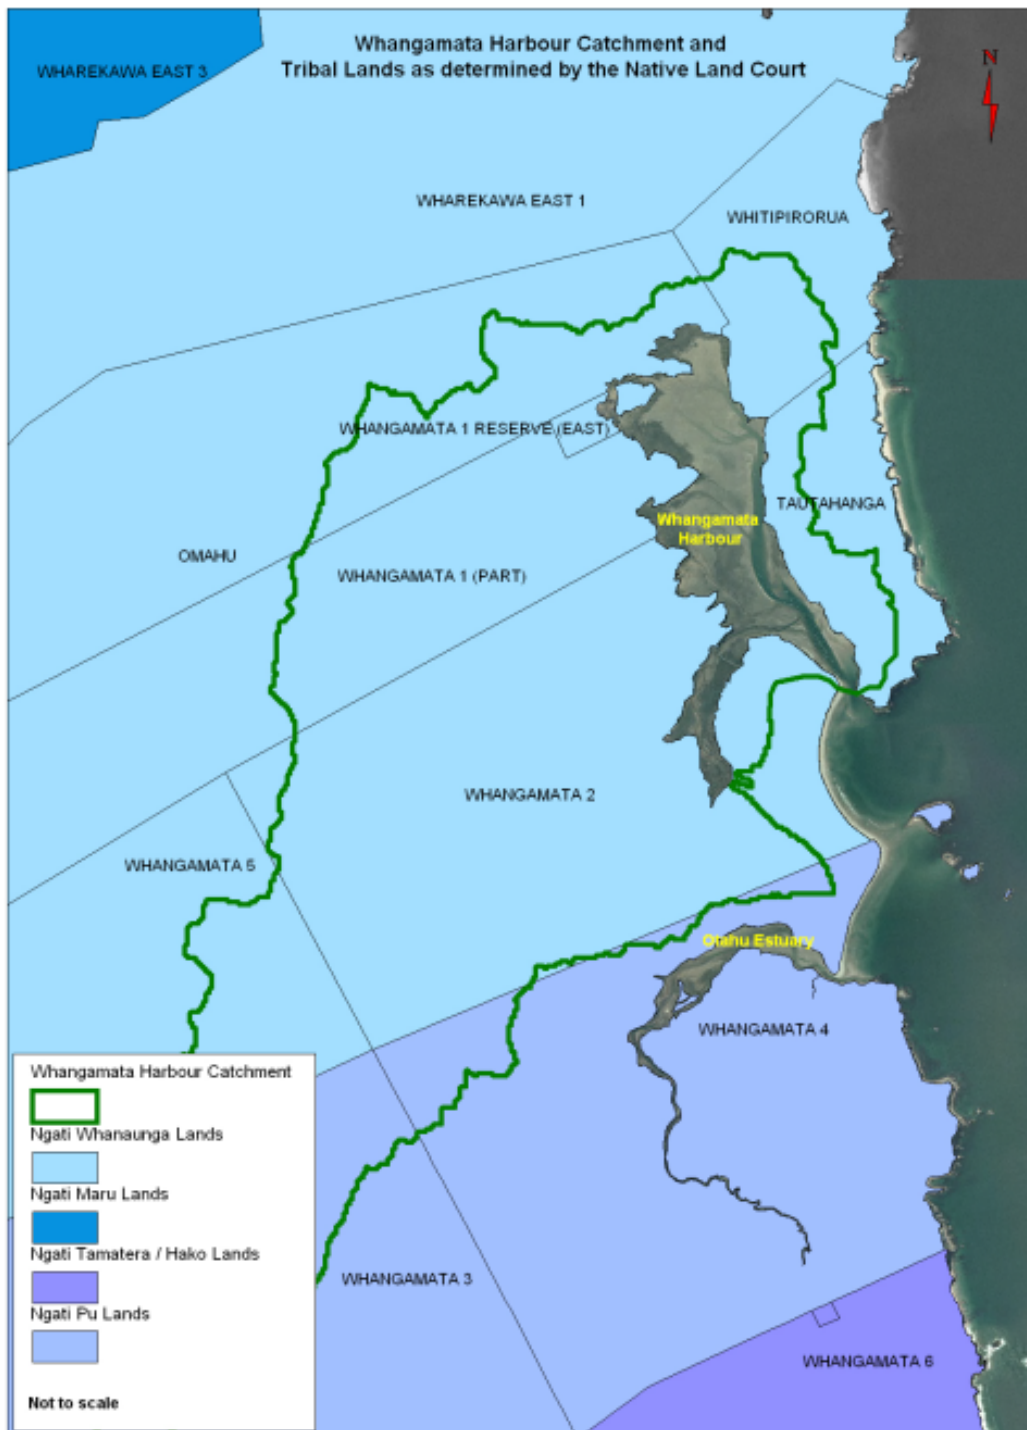 Whangamata Harbour Catchment and
Tribal Lands as determined by the Native Land Court
N
WHAREKAWA EAST 3
WHAREKAWA EAST 1
WHITIPIRORUA
WHANGAMATA 1 RESERVE (EAST)
TAUTAHANGA
Whangamata
Harbour
OMAHU
WHANGAMATA 1 (PART)
WHANGAMATA 2
WHANGAMATA 5
Otahu Estuary
WHANGAMATA 4
Whangamata Harbour Catchment
Ngati Whanaunga Lands
Ngati Maru Lands
Ngati Tamatera / Hako Lands
Ngati Pu Lands
Not to scale
WHANGAMATA 3
WHANGAMATA 6